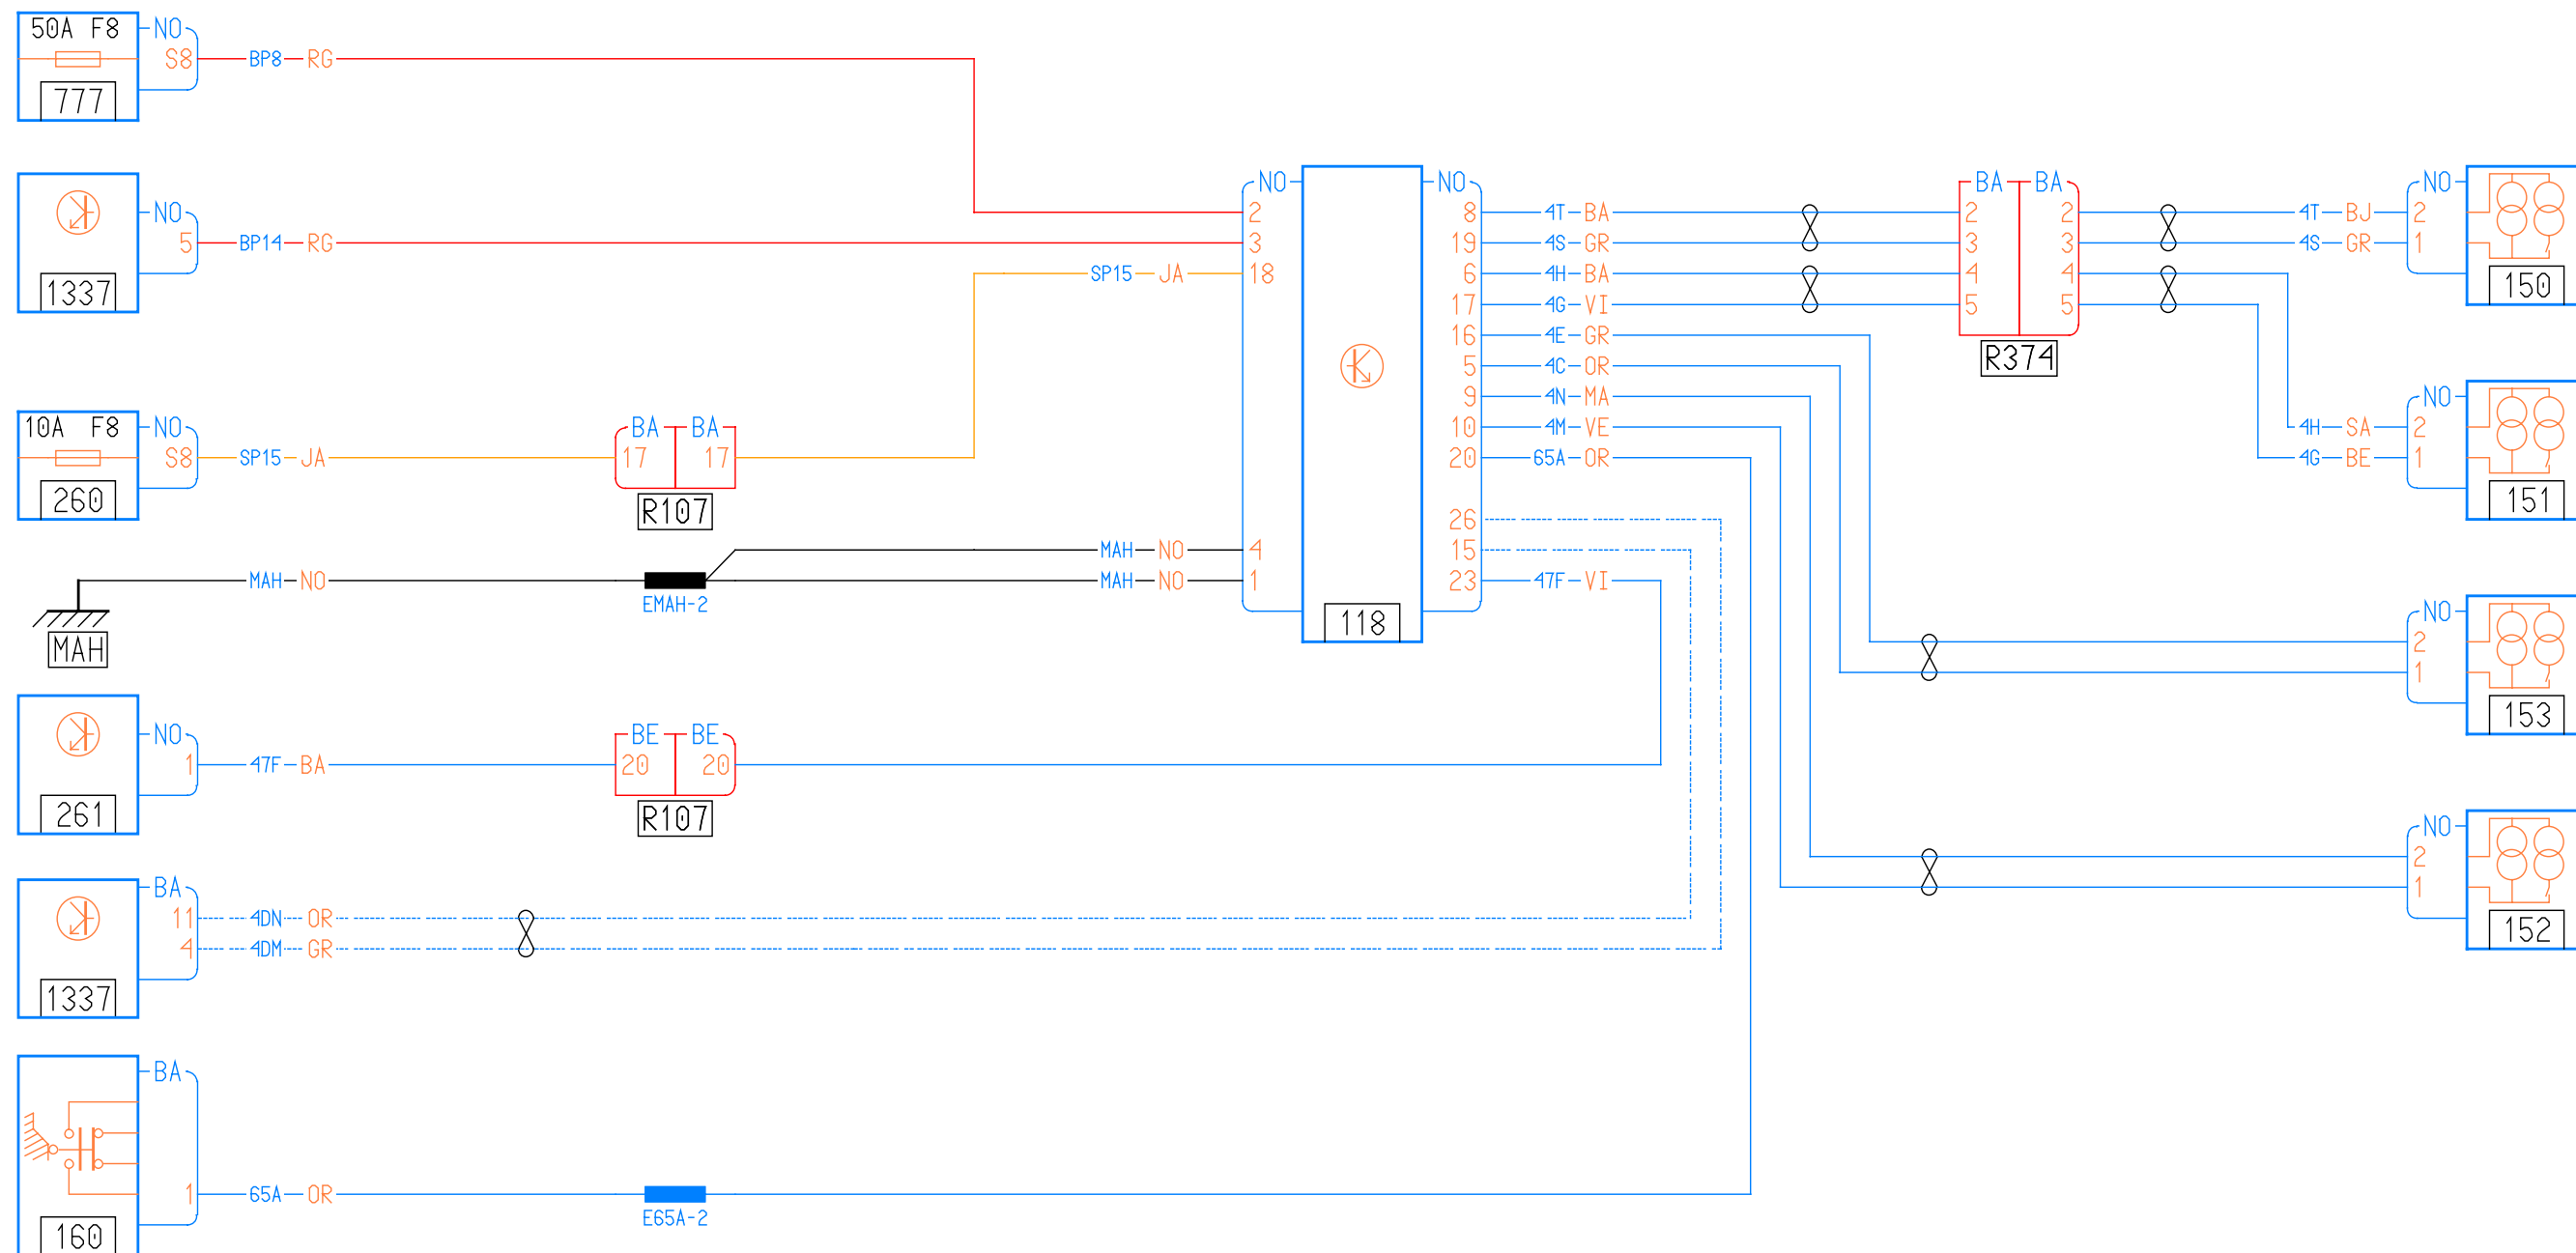 50A F8 NO
S8 BP8 RG
777
NO
5 BP14 RG
1337
10A F8 NO
S8 SP15 JA
260
BA BA
17 17
R107
SP15 JA
MAH NO
MAH
EMAH-2
MAH NO
MAH NO
NO
1 47F BA
261
BE BE
20 20
R107
BA
11 4DN OR
4 4DM GR
1337
BA
1 65A OR
160
E65A-2
NO NO
2
3
18
4
1
118
8 4T BA
19 4S GR
6 4H BA
17 4G VI
16 4E GR
5 4C OR
9 4N MA
10 4M VE
20 65A OR
26
15
23 47F VI
BA BA
2 2
3 3
4 4
5 5
R374
NO
4T BJ 2
4S GR 1
150
NO
4H SA 2
4G BE 1
151
NO
2
1
153
NO
2
1
152